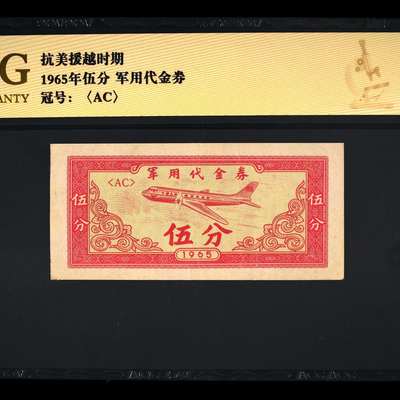 G
ANTY
抗美援越时期
1965年伍分 军用代金券
冠号：〈AC〉
军用代金券
〈AC〉
伍分
伍分
伍分
1965